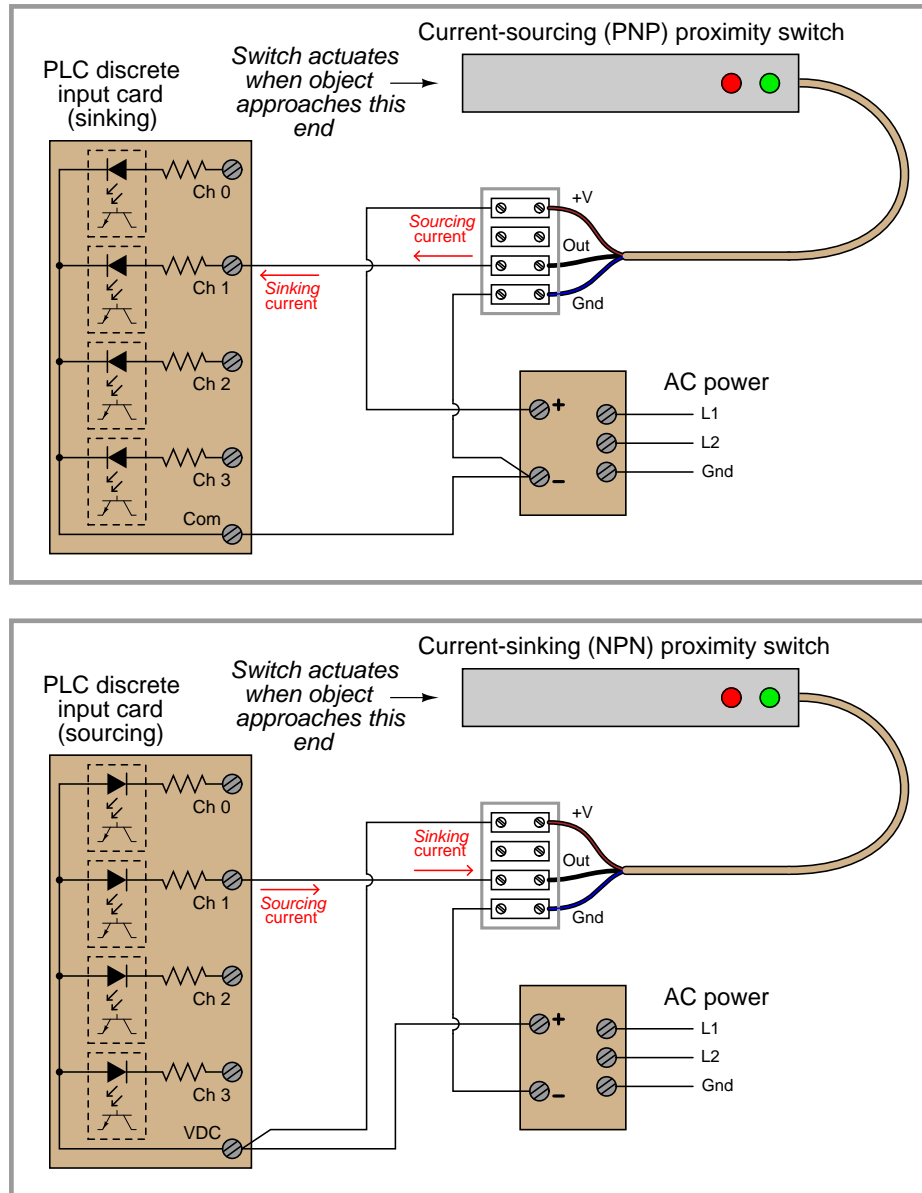 Current-sourcing (PNP) proximity switch
Switch actuates
when object
approaches this
end
PLC discrete
input card
(sinking)
Ch 0
Ch 1
Ch 2
Ch 3
Com
Sourcing
current
Sinking
current
+V
Out
Gnd
AC power
+
-
L1
L2
Gnd
Current-sinking (NPN) proximity switch
Switch actuates
when object
approaches this
end
PLC discrete
input card
(sourcing)
Ch 0
Ch 1
Ch 2
Ch 3
VDC
Sinking
current
Sourcing
current
+V
Out
Gnd
AC power
+
-
L1
L2
Gnd